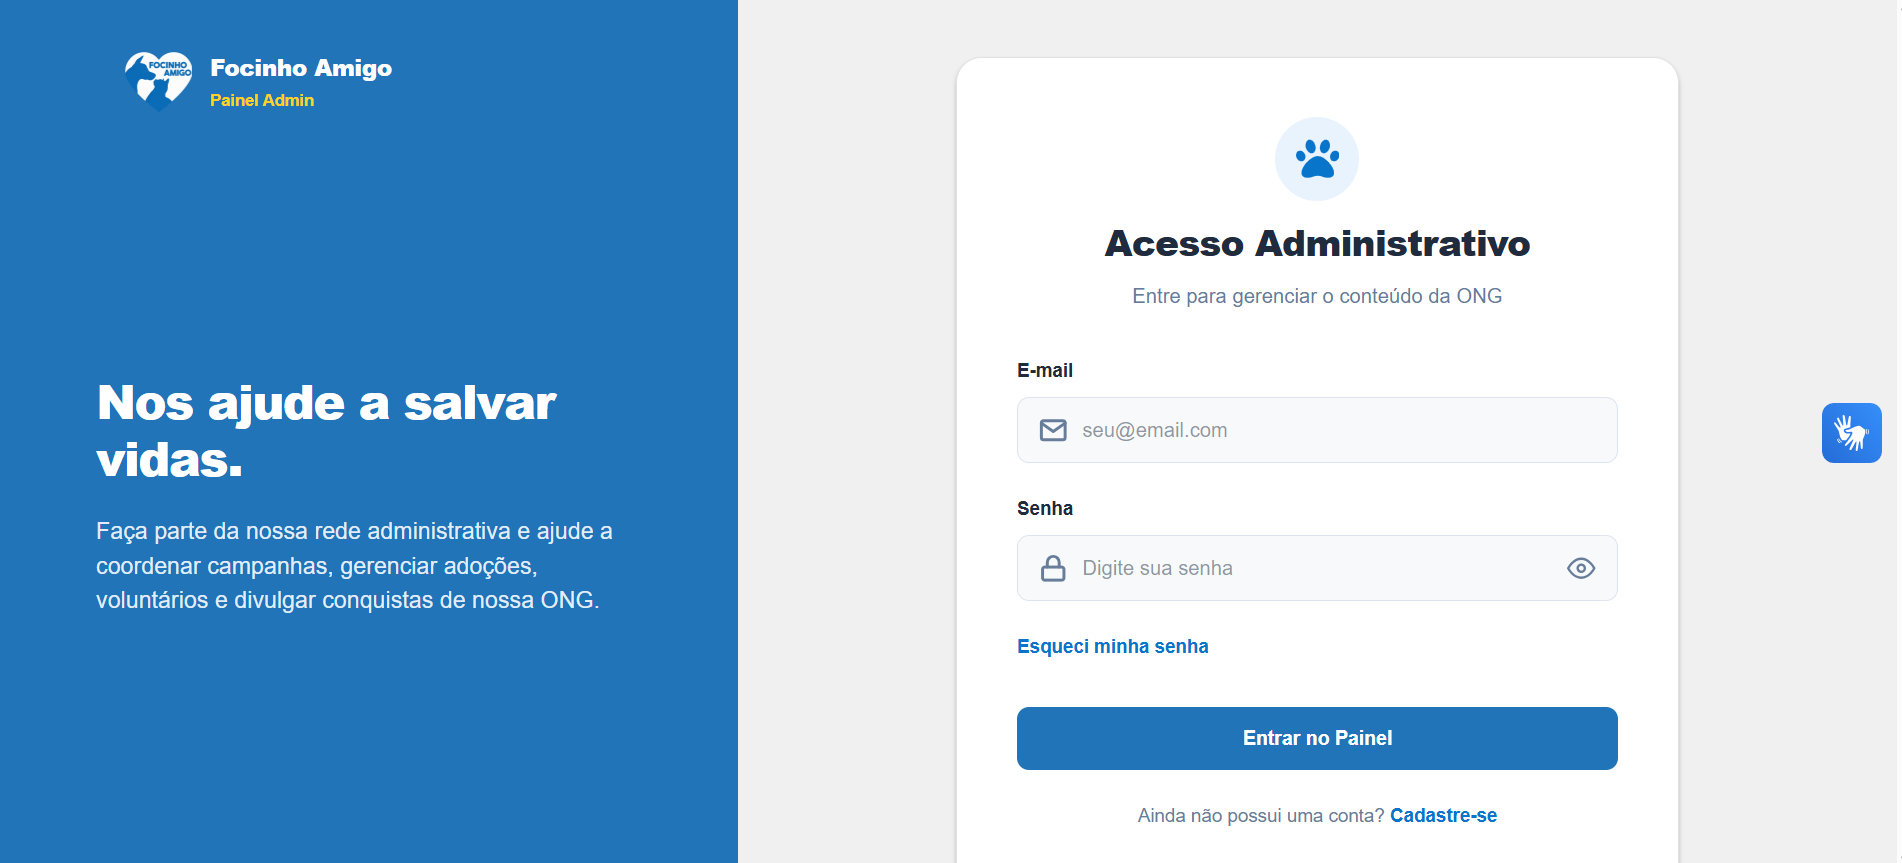 FOCINHO
AMIGO
Focinho Amigo
Painel Admin
Nos ajude a salvar
vidas.
Faça parte da nossa rede administrativa e ajude a
coordenar campanhas, gerenciar adoções,
voluntários e divulgar conquistas de nossa ONG.
Acesso Administrativo
Entre para gerenciar o conteúdo da ONG
E-mail
seu@email.com
Senha
Digite sua senha
Esqueci minha senha
Entrar no Painel
Ainda não possui uma conta? Cadastre-se